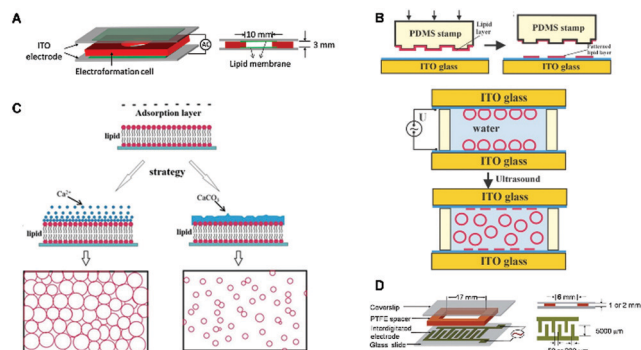 A
ITO
electrode
Electroformation cell
AC
10 mm
3 mm
Lipid membrane
B
PDMS stamp
Lipid
layer
ITO glass
PDMS stamp
Patterned
lipid layer
ITO glass
ITO glass
U
water
ITO glass
Ultrasound
ITO glass
ITO glass
C
Adsorption layer
lipid
strategy
Ca²⁺
lipid
CaCO₃
lipid
D
17 mm
Coverslip
PTFE spacer
Interdigitated
electrode
Glass slide
6 mm
1 or 2 mm
5000 μm